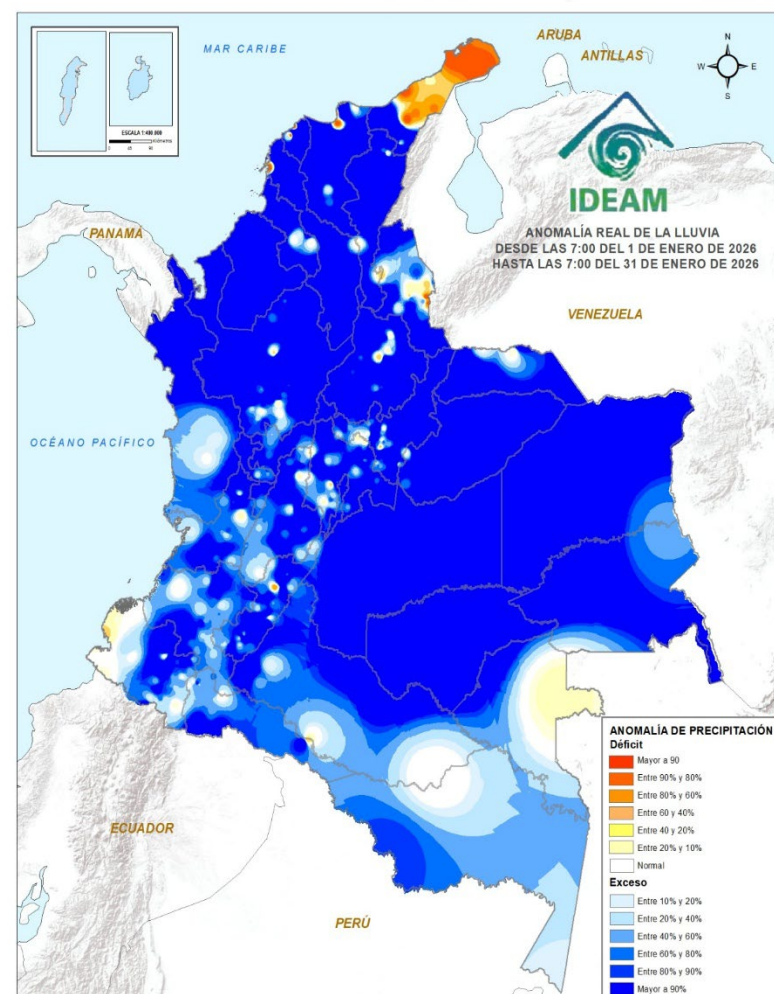 MAR CARIBE
ARUBA
ANTILLAS
N
W
E
S
ESCALA 1:400.000
IDEAM
ANOMALÍA REAL DE LA LLUVIA
DESDE LAS 7:00 DEL 1 DE ENERO DE 2026
HASTA LAS 7:00 DEL 31 DE ENERO DE 2026
PANAMÁ
VENEZUELA
OCÉANO PACÍFICO
ECUADOR
PERÚ
ANOMALÍA DE PRECIPITACIÓN
Déficit
Mayor a 90
Entre 90% y 80%
Entre 80% y 60%
Entre 60 y 40%
Entre 40 y 20%
Entre 20% y 10%
Normal
Exceso
Entre 10% y 20%
Entre 20% y 40%
Entre 40% y 60%
Entre 60% y 80%
Entre 80% y 90%
Mayor a 90%